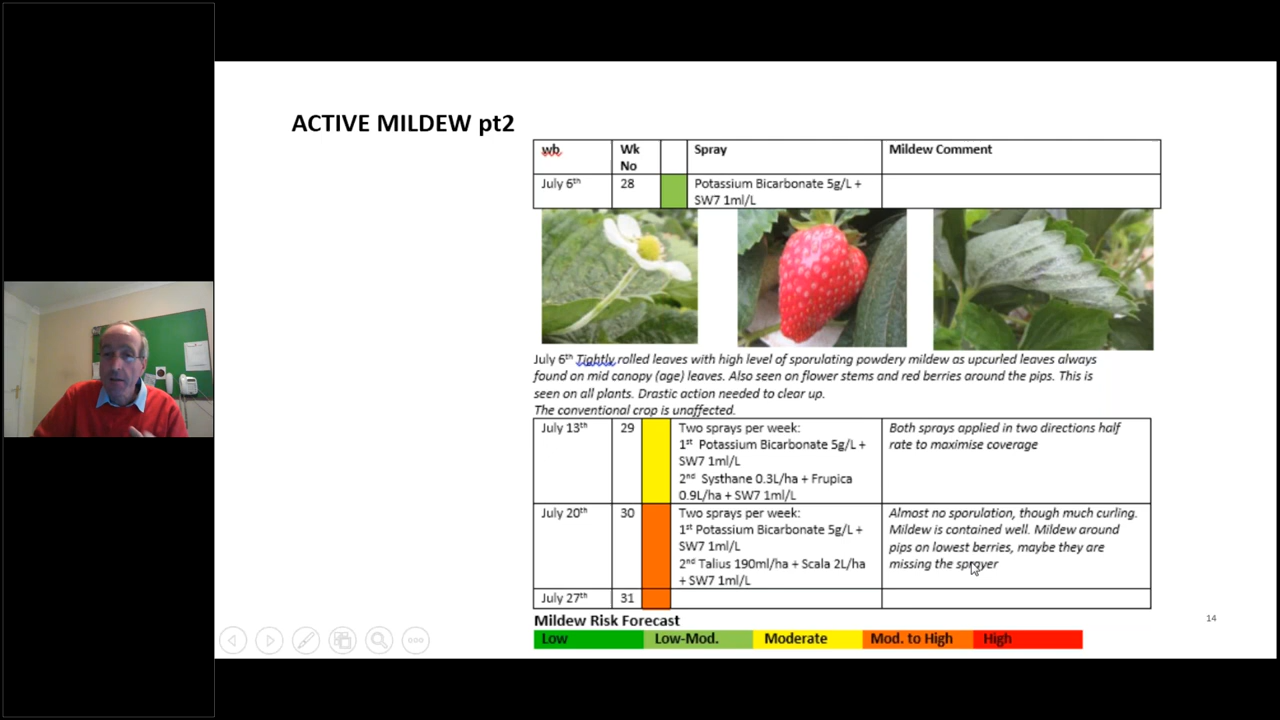 ACTIVE MILDEW pt2
wb Wk No Spray Mildew Comment
July 6th 28 Potassium Bicarbonate 5g/L +
SW7 1ml/L
July 6th Tightly rolled leaves with high level of sporulating powdery mildew as upcurled leaves always
found on mid canopy (age) leaves. Also seen on flower stems and red berries around the pips. This is
seen on all plants. Drastic action needed to clear up.
The conventional crop is unaffected.
July 13th 29 Two sprays per week:
1st Potassium Bicarbonate 5g/L +
SW7 1ml/L
2nd Systhane 0.3L/ha + Frupica
0.9L/ha + SW7 1ml/L
Both sprays applied in two directions half
rate to maximise coverage
July 20th 30 Two sprays per week:
1st Potassium Bicarbonate 5g/L +
SW7 1ml/L
2nd Talius 190ml/ha + Scala 2L/ha
+ SW7 1ml/L
Almost no sporulation, though much curling.
Mildew is contained well. Mildew around
pips on lowest berries, maybe they are
missing the sprayer
July 27th 31
Mildew Risk Forecast
Low Low-Mod. Moderate Mod. to High High
14